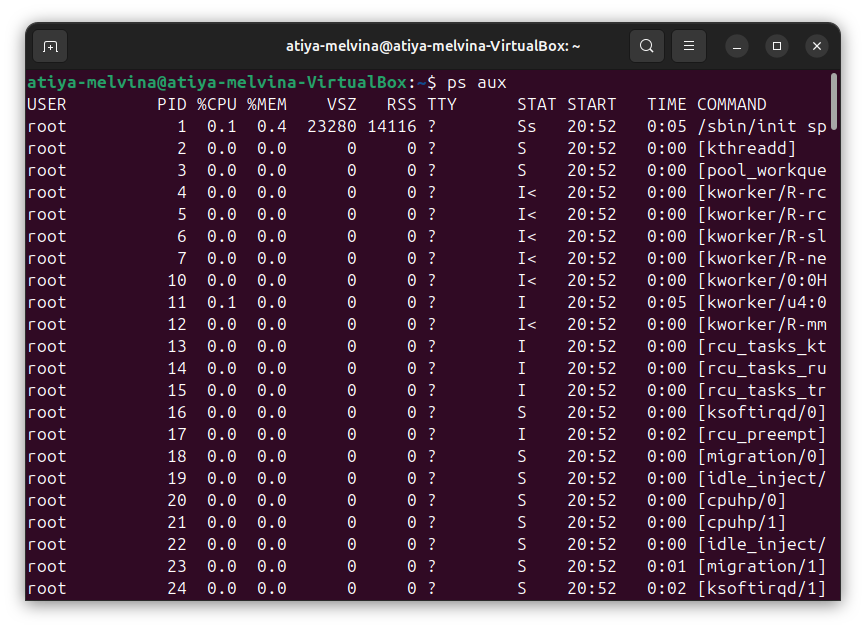 atiya-melvina@atiya-melvina-VirtualBox: ~
atiya-melvina@atiya-melvina-VirtualBox:~$ ps aux
USER         PID %CPU %MEM    VSZ   RSS TTY      STAT START   TIME COMMAND
root           1  0.1  0.4  23280 14116 ?        Ss   20:52   0:05 /sbin/init sp
root           2  0.0  0.0      0     0 ?        S    20:52   0:00 [kthreadd]
root           3  0.0  0.0      0     0 ?        S    20:52   0:00 [pool_workque
root           4  0.0  0.0      0     0 ?        I<   20:52   0:00 [kworker/R-rc
root           5  0.0  0.0      0     0 ?        I<   20:52   0:00 [kworker/R-rc
root           6  0.0  0.0      0     0 ?        I<   20:52   0:00 [kworker/R-sl
root           7  0.0  0.0      0     0 ?        I<   20:52   0:00 [kworker/R-ne
root          10  0.0  0.0      0     0 ?        I<   20:52   0:00 [kworker/0:0H
root          11  0.1  0.0      0     0 ?        I    20:52   0:05 [kworker/u4:0
root          12  0.0  0.0      0     0 ?        I<   20:52   0:00 [kworker/R-mm
root          13  0.0  0.0      0     0 ?        I    20:52   0:00 [rcu_tasks_kt
root          14  0.0  0.0      0     0 ?        I    20:52   0:00 [rcu_tasks_ru
root          15  0.0  0.0      0     0 ?        I    20:52   0:00 [rcu_tasks_tr
root          16  0.0  0.0      0     0 ?        S    20:52   0:00 [ksoftirqd/0]
root          17  0.0  0.0      0     0 ?        I    20:52   0:02 [rcu_preempt]
root          18  0.0  0.0      0     0 ?        S    20:52   0:00 [migration/0]
root          19  0.0  0.0      0     0 ?        S    20:52   0:00 [idle_inject/
root          20  0.0  0.0      0     0 ?        S    20:52   0:00 [cpuhp/0]
root          21  0.0  0.0      0     0 ?        S    20:52   0:00 [cpuhp/1]
root          22  0.0  0.0      0     0 ?        S    20:52   0:00 [idle_inject/
root          23  0.0  0.0      0     0 ?        S    20:52   0:01 [migration/1]
root          24  0.0  0.0      0     0 ?        S    20:52   0:02 [ksoftirqd/1]